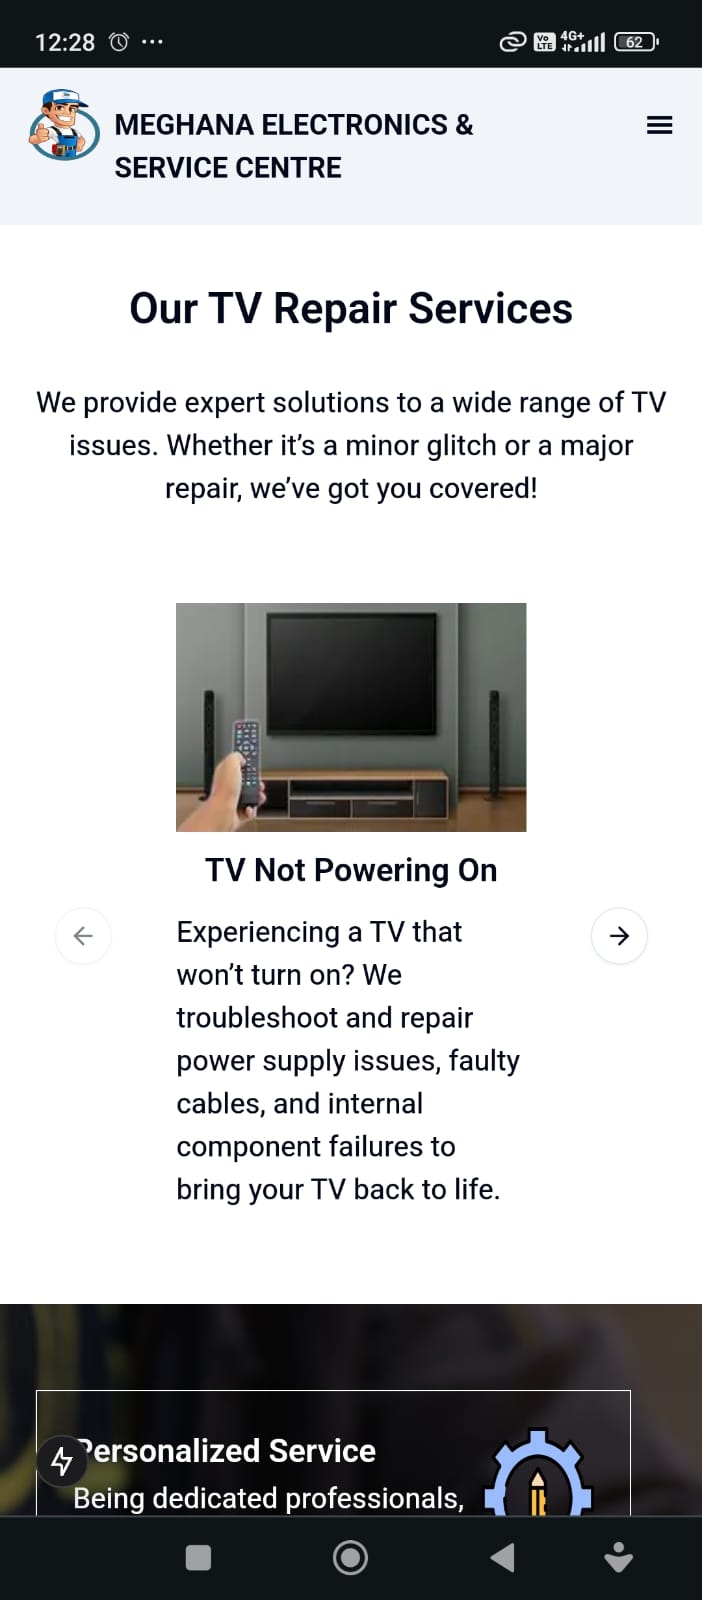 12:28
Vo LTE 4G+ 62
MEGHANA ELECTRONICS &
SERVICE CENTRE
Our TV Repair Services
We provide expert solutions to a wide range of TV
issues. Whether it’s a minor glitch or a major
repair, we’ve got you covered!
TV Not Powering On
Experiencing a TV that
won’t turn on? We
troubleshoot and repair
power supply issues, faulty
cables, and internal
component failures to
bring your TV back to life.
Personalized Service
Being dedicated professionals,